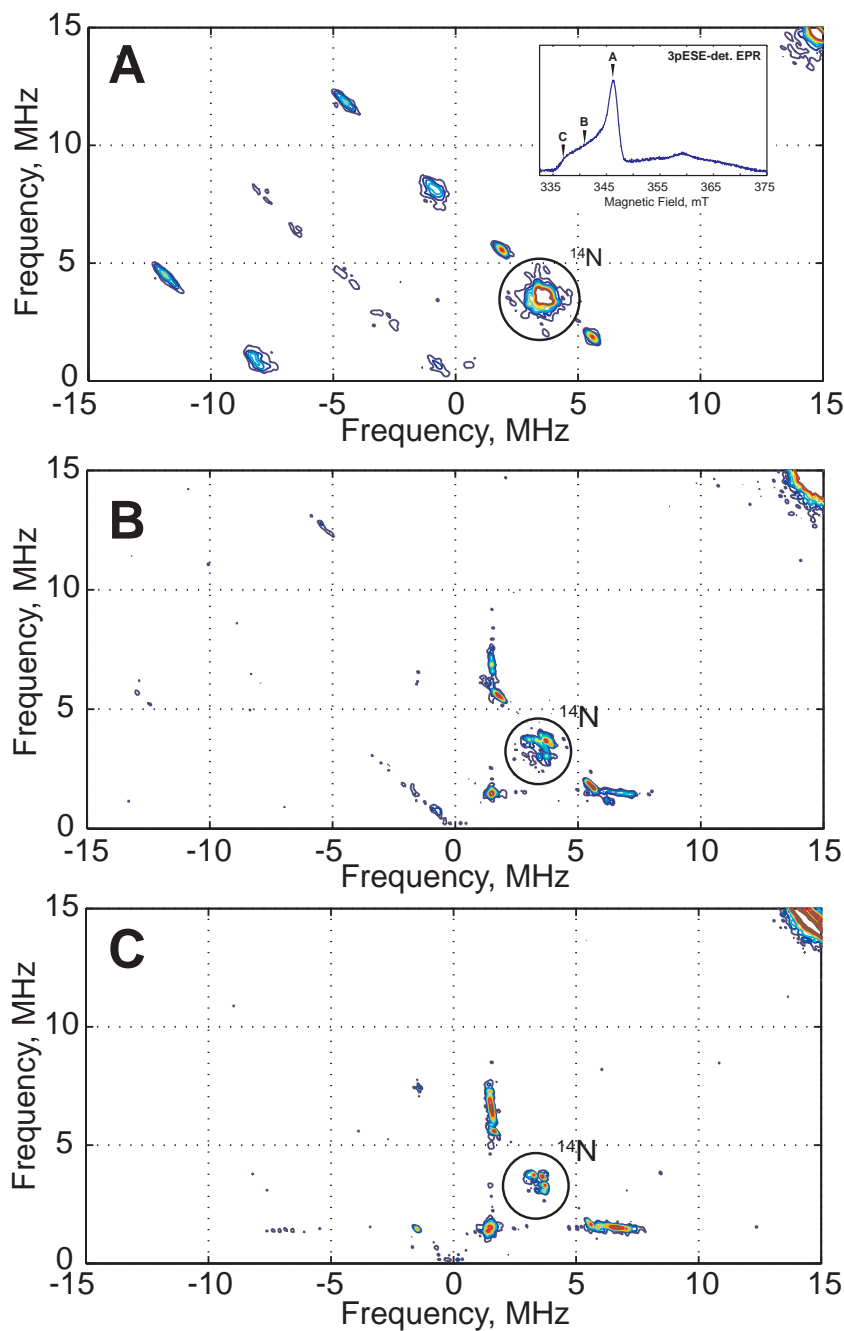 A
3pESE-det. EPR
A
B
C
335 345 355 365 375
Magnetic Field, mT
14N
Frequency, MHz
15
10
5
0
-15 -10 -5 0 5 10 15
Frequency, MHz
B
14N
Frequency, MHz
15
10
5
0
-15 -10 -5 0 5 10 15
Frequency, MHz
C
14N
Frequency, MHz
15
10
5
0
-15 -10 -5 0 5 10 15
Frequency, MHz